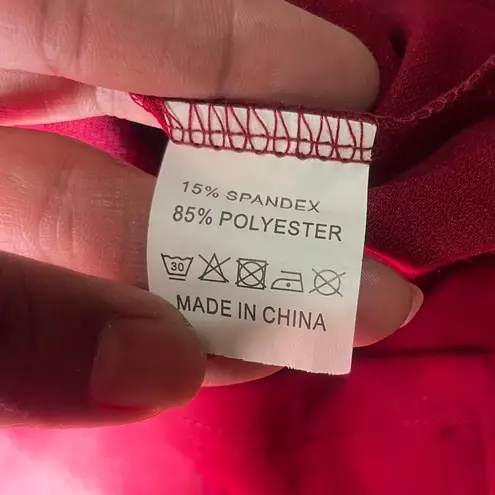 15% SPANDEX
85% POLYESTER
30
MADE IN CHINA